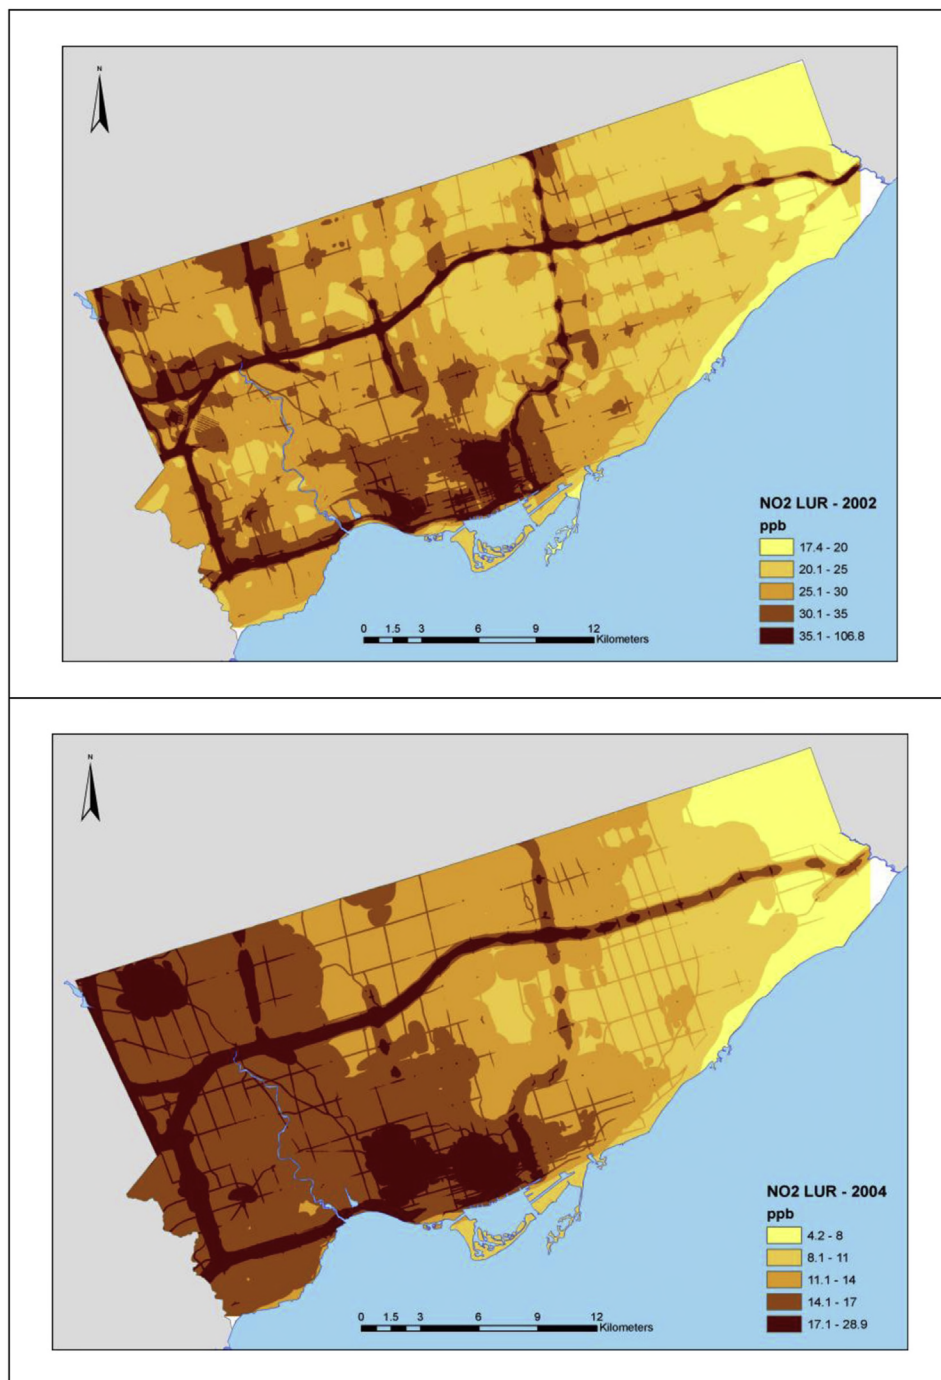 N
NO2 LUR - 2002
ppb
17.4 - 20
20.1 - 25
25.1 - 30
30.1 - 35
35.1 - 106.8
0 1.5 3 6 9 12
Kilometers
N
NO2 LUR - 2004
ppb
4.2 - 8
8.1 - 11
11.1 - 14
14.1 - 17
17.1 - 28.9
0 1.5 3 6 9 12
Kilometers